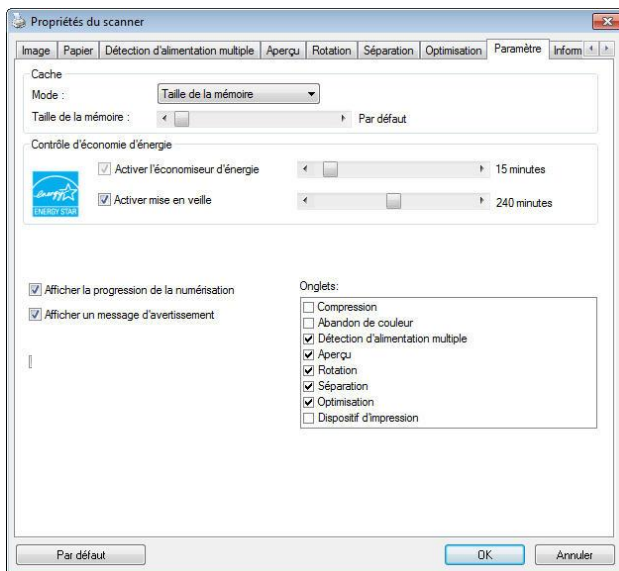 Propriétés du scanner
Image Papier Détection d'alimentation multiple Aperçu Rotation Séparation Optimisation Paramètre Inform
Cache
Mode : Taille de la mémoire
Taille de la mémoire : Par défaut
Contrôle d'économie d'énergie
Activer l'économiseur d'énergie 15 minutes
Activer mise en veille 240 minutes
energy
ENERGY STAR
Afficher la progression de la numérisation
Afficher un message d'avertissement
Onglets:
Compression
Abandon de couleur
Détection d'alimentation multiple
Aperçu
Rotation
Séparation
Optimisation
Dispositif d'impression
Par défaut OK Annuler